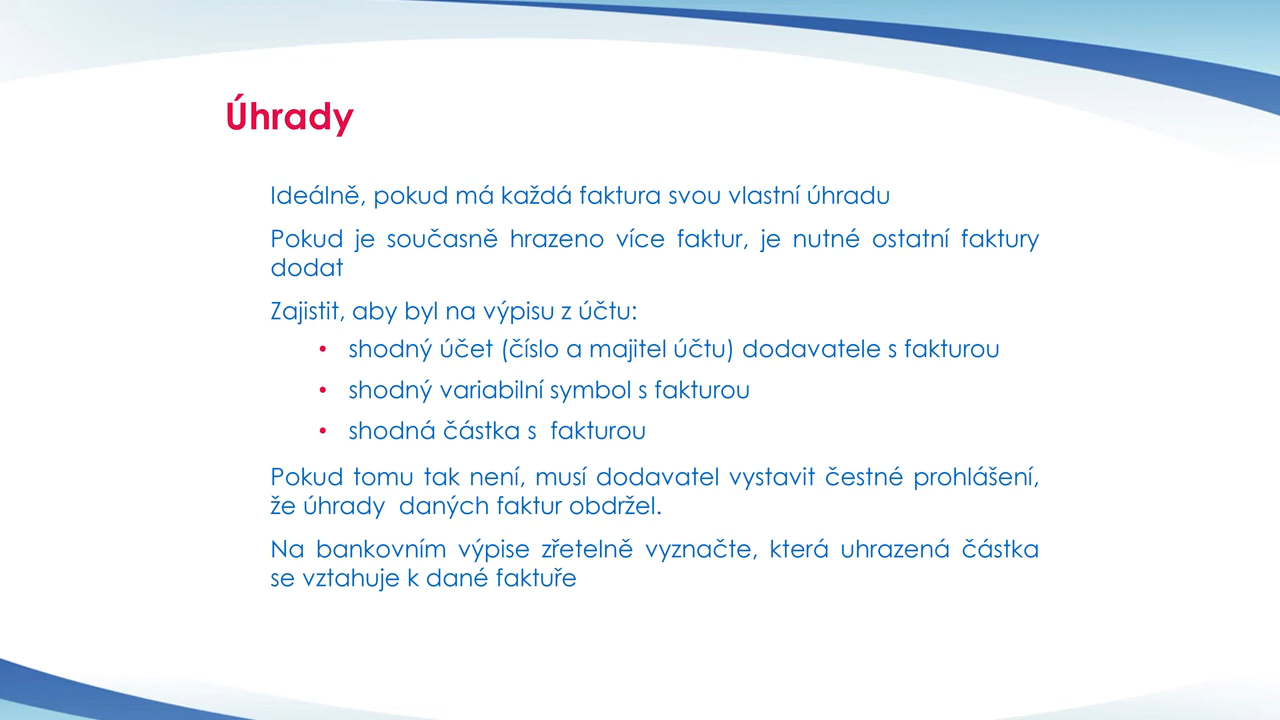 Úhrady
Ideálně, pokud má každá faktura svou vlastní úhradu
Pokud je současně hrazeno více faktur, je nutné ostatní faktury
dodat
Zajistit, aby byl na výpisu z účtu:
• shodný účet (číslo a majitel účtu) dodavatele s fakturou
• shodný variabilní symbol s fakturou
• shodná částka s  fakturou
Pokud tomu tak není, musí dodavatel vystavit čestné prohlášení,
že úhrady  daných faktur obdržel.
Na bankovním výpise zřetelně vyznačte, která uhrazená částka
se vztahuje k dané faktuře